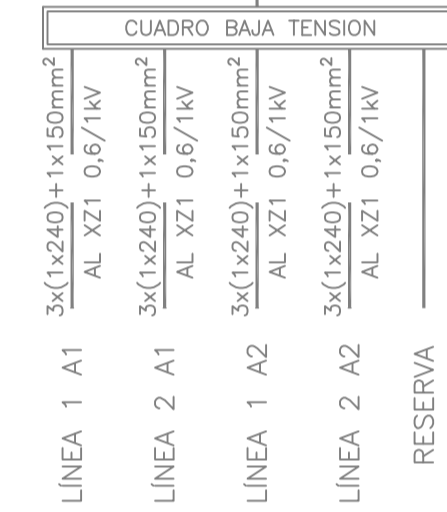 CUADRO BAJA TENSION
3x(1x240)+1x150mm²
AL XZ1 0,6/1kV
LÍNEA 1 A1
3x(1x240)+1x150mm²
AL XZ1 0,6/1kV
LÍNEA 2 A1
3x(1x240)+1x150mm²
AL XZ1 0,6/1kV
LÍNEA 1 A2
3x(1x240)+1x150mm²
AL XZ1 0,6/1kV
LÍNEA 2 A2
RESERVA